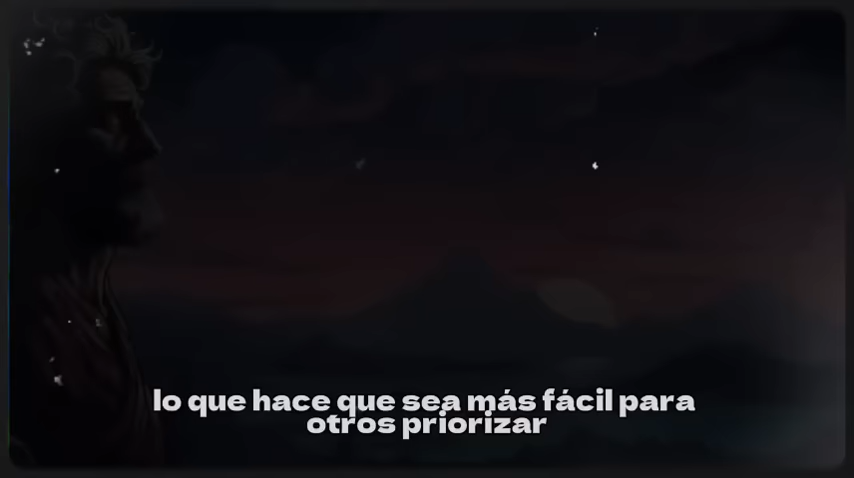 lo que hace que sea más fácil para
otros priorizar